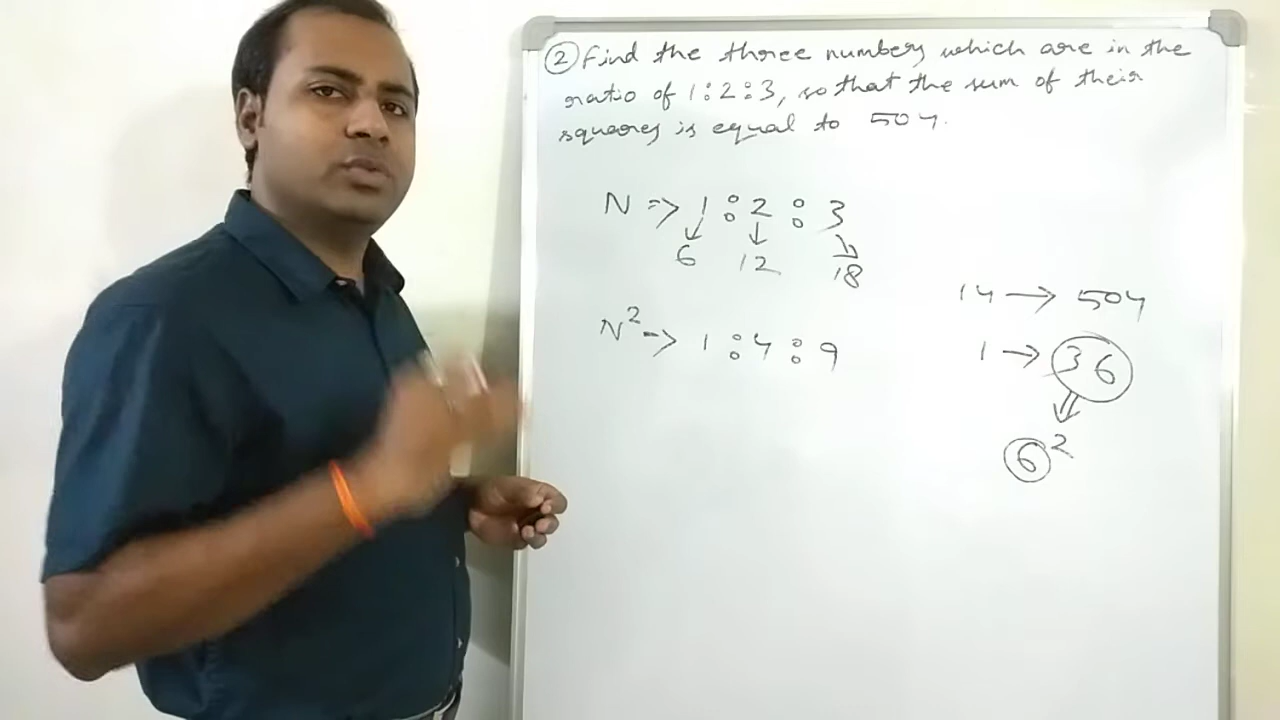 ② Find the three numbers which are in the
ratio of 1:2:3, so that the sum of their
squares is equal to 504.
N => 1 : 2 : 3
6 12 18
N² -> 1 : 4 : 9
14 -> 504
1 -> 36
6²